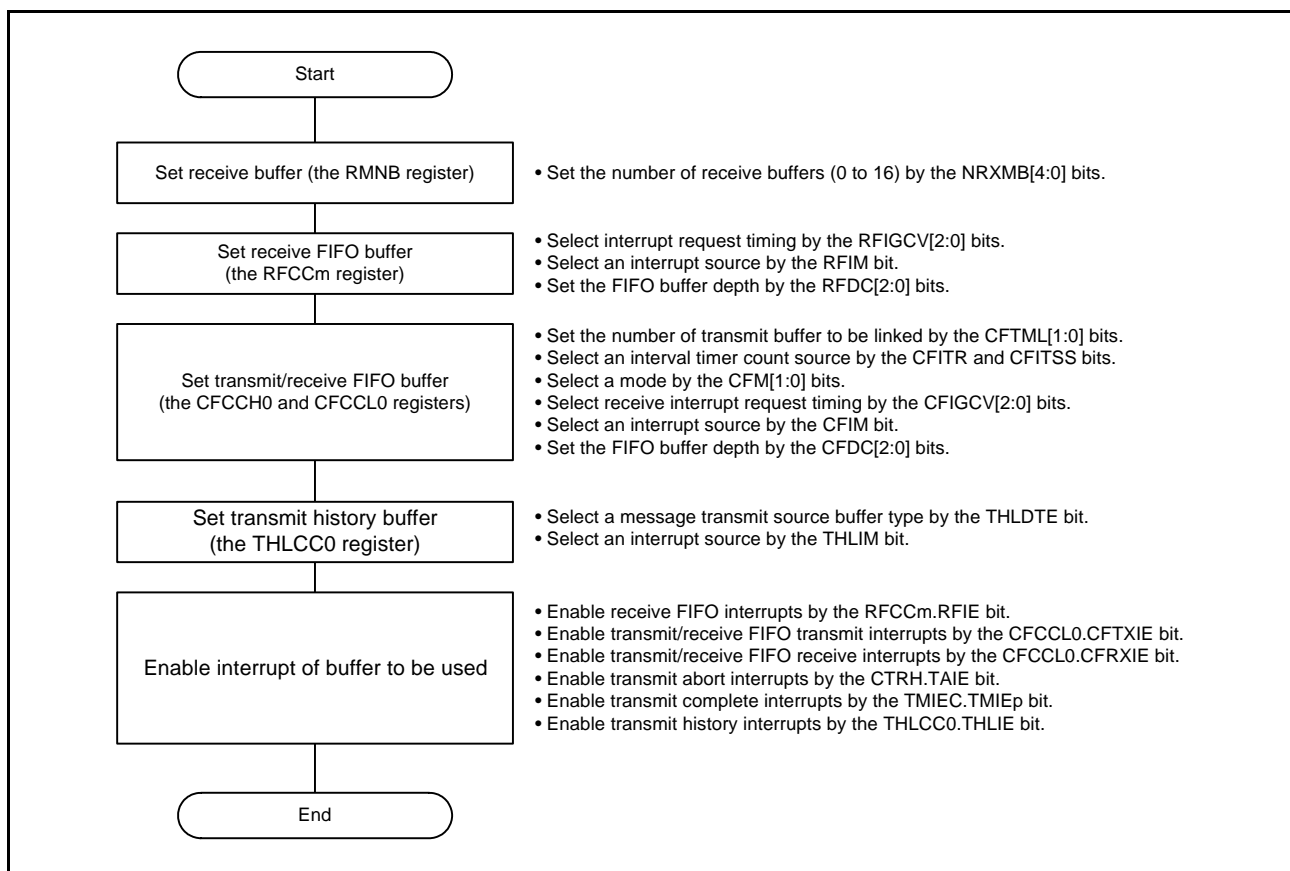 Start
Set receive buffer (the RMNB register)
• Set the number of receive buffers (0 to 16) by the NRXMB[4:0] bits.
Set receive FIFO buffer
(the RFCCm register)
• Select interrupt request timing by the RFIGCV[2:0] bits.
• Select an interrupt source by the RFIM bit.
• Set the FIFO buffer depth by the RFDC[2:0] bits.
Set transmit/receive FIFO buffer
(the CFCCH0 and CFCCL0 registers)
• Set the number of transmit buffer to be linked by the CFTML[1:0] bits.
• Select an interval timer count source by the CFITR and CFITSS bits.
• Select a mode by the CFM[1:0] bits.
• Select receive interrupt request timing by the CFIGCV[2:0] bits.
• Select an interrupt source by the CFIM bit.
• Set the FIFO buffer depth by the CFDC[2:0] bits.
Set transmit history buffer
(the THLCC0 register)
• Select a message transmit source buffer type by the THLDTE bit.
• Select an interrupt source by the THLIM bit.
Enable interrupt of buffer to be used
• Enable receive FIFO interrupts by the RFCCm.RFIE bit.
• Enable transmit/receive FIFO transmit interrupts by the CFCCL0.CFTXIE bit.
• Enable transmit/receive FIFO receive interrupts by the CFCCL0.CFRXIE bit.
• Enable transmit abort interrupts by the CTRH.TAIE bit.
• Enable transmit complete interrupts by the TMIEC.TMIEp bit.
• Enable transmit history interrupts by the THLCC0.THLIE bit.
End